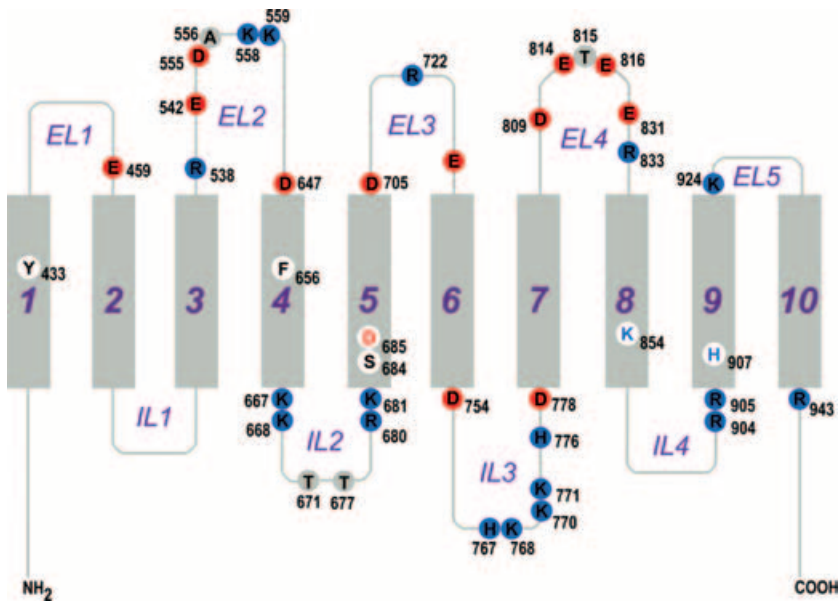 559
556 A K K 815
D 558 722 814 T 816
555 R E E
542 E EL2 EL3 809 D EL4 E 831
EL1 R 833
E 459 R 538 E 924 K EL5
D 647 D 705
Y 433 F 656
1 2 3 4 5 6 7 8 9 10
D 685 K 854
S 684 H 907
667 K K 681 D 754 D 778 R 905 R 943
668 K R 680 R 904
IL1 IL2 H 776 IL4
T T IL3 K 771
671 677 K 770
H K
767 768
NH2 COOH